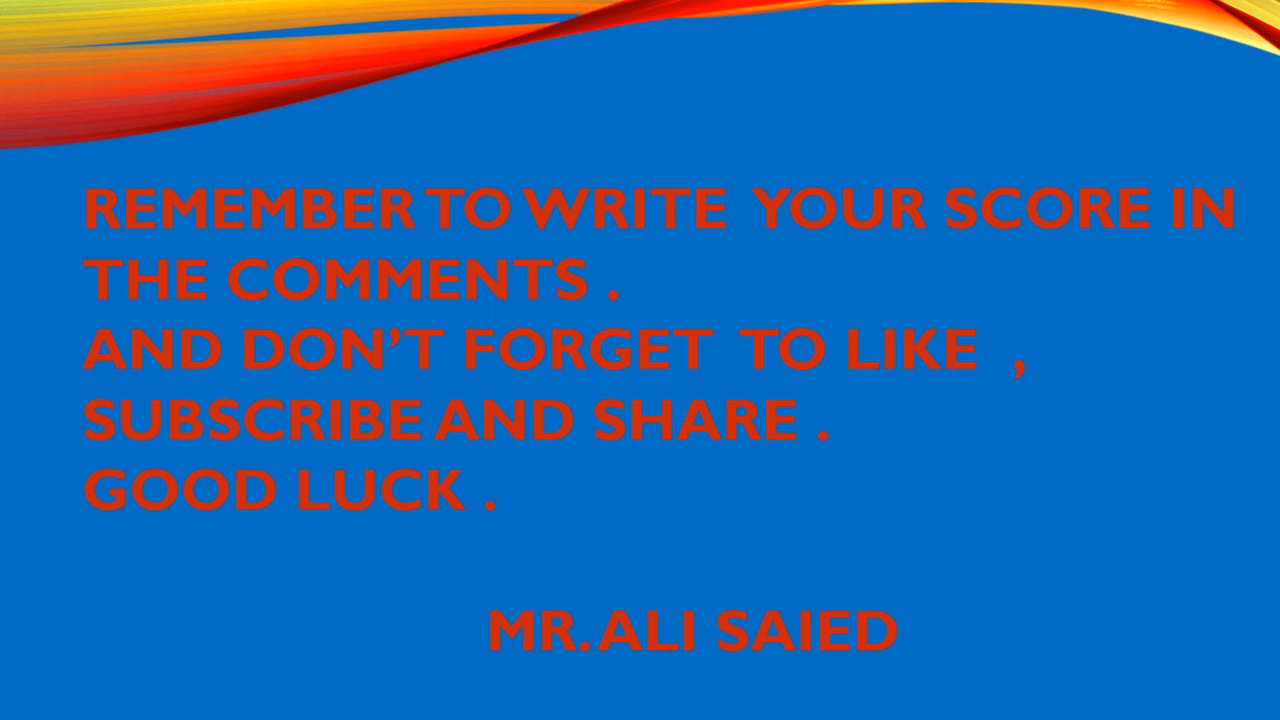 REMEMBER TO WRITE YOUR SCORE IN
THE COMMENTS .
AND DON'T FORGET TO LIKE ,
SUBSCRIBE AND SHARE .
GOOD LUCK .
MR. ALI SAIED